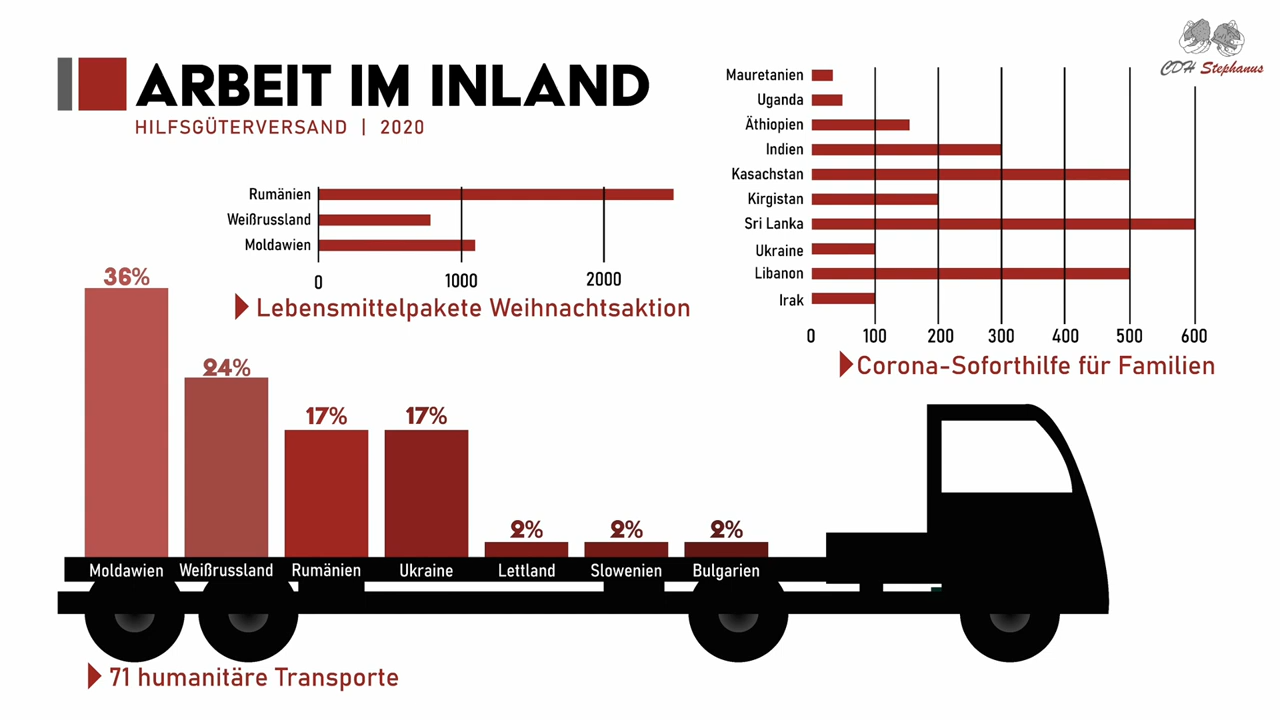 CDH Stephanus
ARBEIT IM INLAND
HILFSGÜTERVERSAND | 2020
Rumänien
Weißrussland
Moldawien
0 1000 2000
Lebensmittelpakete Weihnachtsaktion
Mauretanien
Uganda
Äthiopien
Indien
Kasachstan
Kirgistan
Sri Lanka
Ukraine
Libanon
Irak
0 100 200 300 400 500 600
Corona-Soforthilfe für Familien
36% 24% 17% 17% 2% 2% 2%
Moldawien Weißrussland Rumänien Ukraine Lettland Slowenien Bulgarien
71 humanitäre Transporte